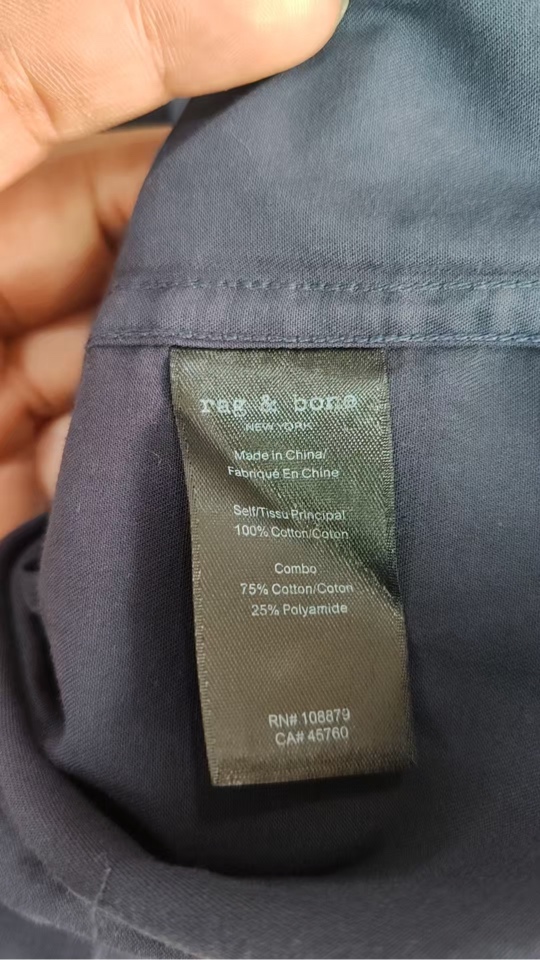 rag & bone
NEW YORK
Made in China/
Fabriqué En Chine
Self/Tissu Principal
100% Cotton/Coton
Combo
75% Cotton/Coton
25% Polyamide
RN# 108879
CA# 45760